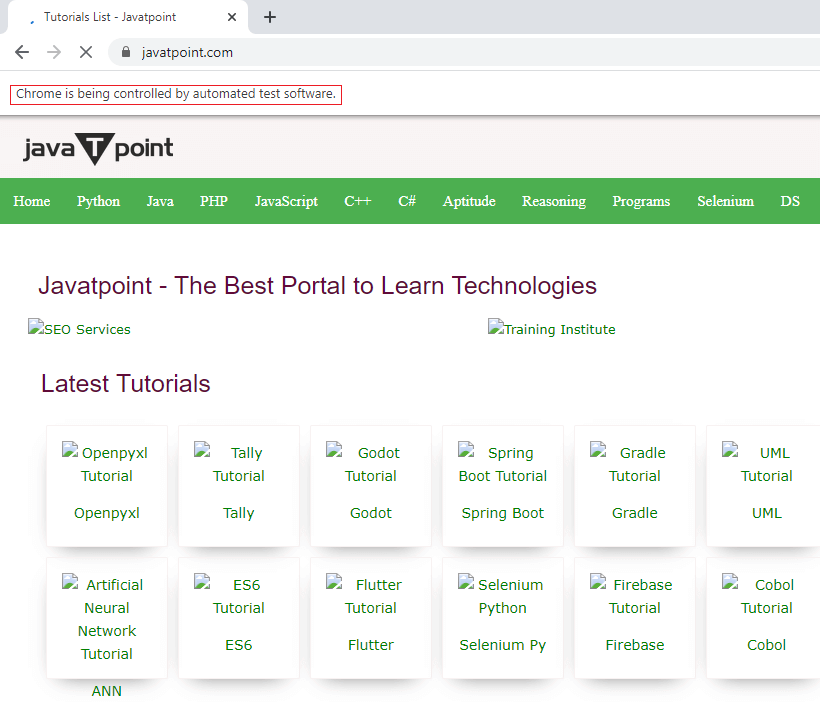 Tutorials List - Javatpoint
javatpoint.com
Chrome is being controlled by automated test software.
java T point
Home Python Java PHP JavaScript C++ C# Aptitude Reasoning Programs Selenium DS
Javatpoint - The Best Portal to Learn Technologies
SEO Services Training Institute
Latest Tutorials
Openpyxl Tally Godot Spring Gradle UML
Tutorial Tutorial Tutorial Boot Tutorial Tutorial Tutorial
Openpyxl Tally Godot Spring Boot Gradle UML
Artificial ES6 Flutter Selenium Firebase Cobol
Neural Tutorial Tutorial Python Tutorial Tutorial
Network
Tutorial ES6 Flutter Selenium Py Firebase Cobol
ANN